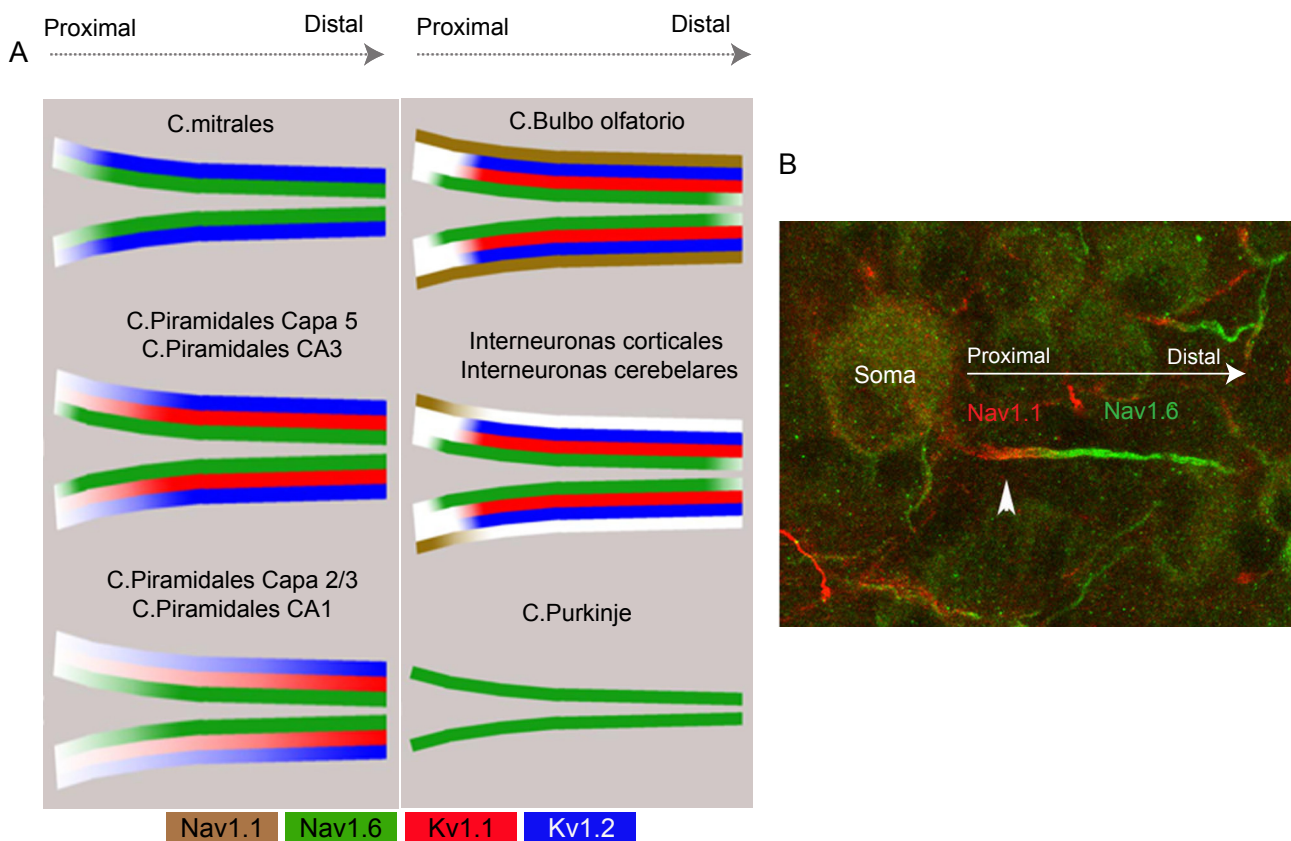 Proximal
Distal
Proximal
Distal
A
C.mitrales
C.Bulbo olfatorio
B
C.Piramidales Capa 5
C.Piramidales CA3
Interneuronas corticales
Interneuronas cerebelares
Proximal
Distal
Soma
Nav1.1
Nav1.6
C.Piramidales Capa 2/3
C.Piramidales CA1
C.Purkinje
Nav1.1
Nav1.6
Kv1.1
Kv1.2